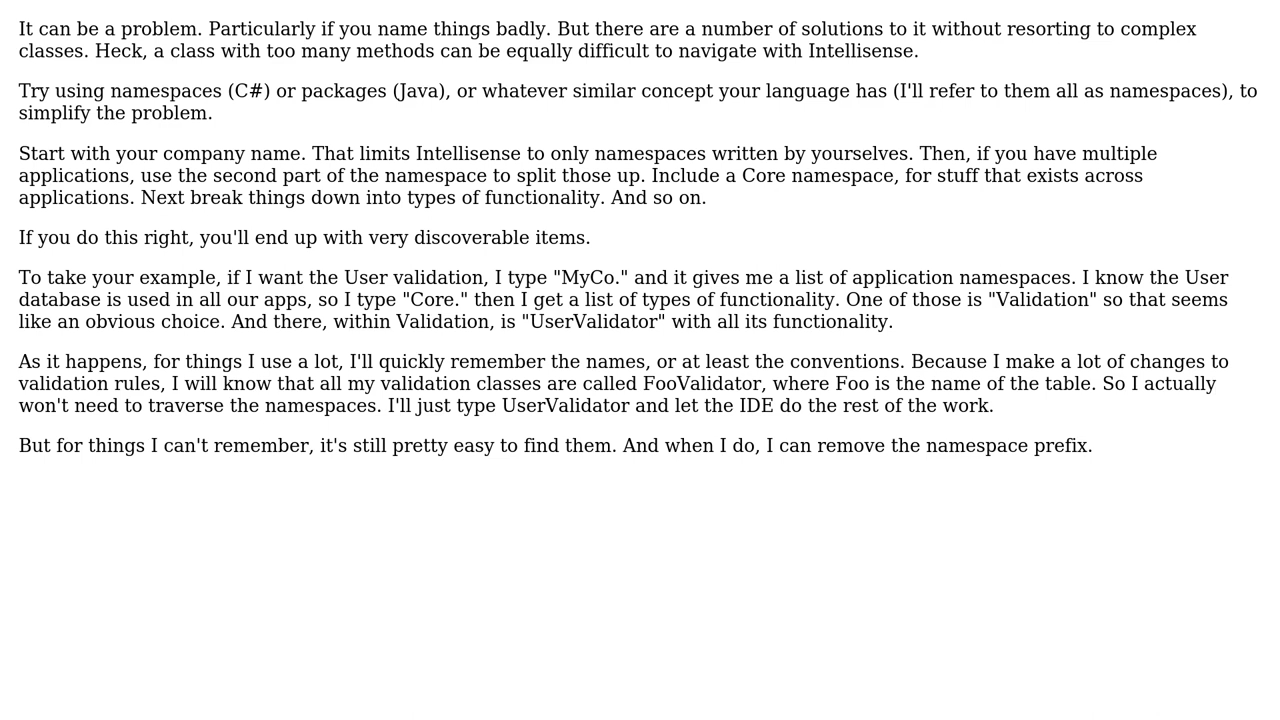 It can be a problem. Particularly if you name things badly. But there are a number of solutions to it without resorting to complex
classes. Heck, a class with too many methods can be equally difficult to navigate with Intellisense.
Try using namespaces (C#) or packages (Java), or whatever similar concept your language has (I'll refer to them all as namespaces), to
simplify the problem.
Start with your company name. That limits Intellisense to only namespaces written by yourselves. Then, if you have multiple
applications, use the second part of the namespace to split those up. Include a Core namespace, for stuff that exists across
applications. Next break things down into types of functionality. And so on.
If you do this right, you'll end up with very discoverable items.
To take your example, if I want the User validation, I type "MyCo." and it gives me a list of application namespaces. I know the User
database is used in all our apps, so I type "Core." then I get a list of types of functionality. One of those is "Validation" so that seems
like an obvious choice. And there, within Validation, is "UserValidator" with all its functionality.
As it happens, for things I use a lot, I'll quickly remember the names, or at least the conventions. Because I make a lot of changes to
validation rules, I will know that all my validation classes are called FooValidator, where Foo is the name of the table. So I actually
won't need to traverse the namespaces. I'll just type UserValidator and let the IDE do the rest of the work.
But for things I can't remember, it's still pretty easy to find them. And when I do, I can remove the namespace prefix.